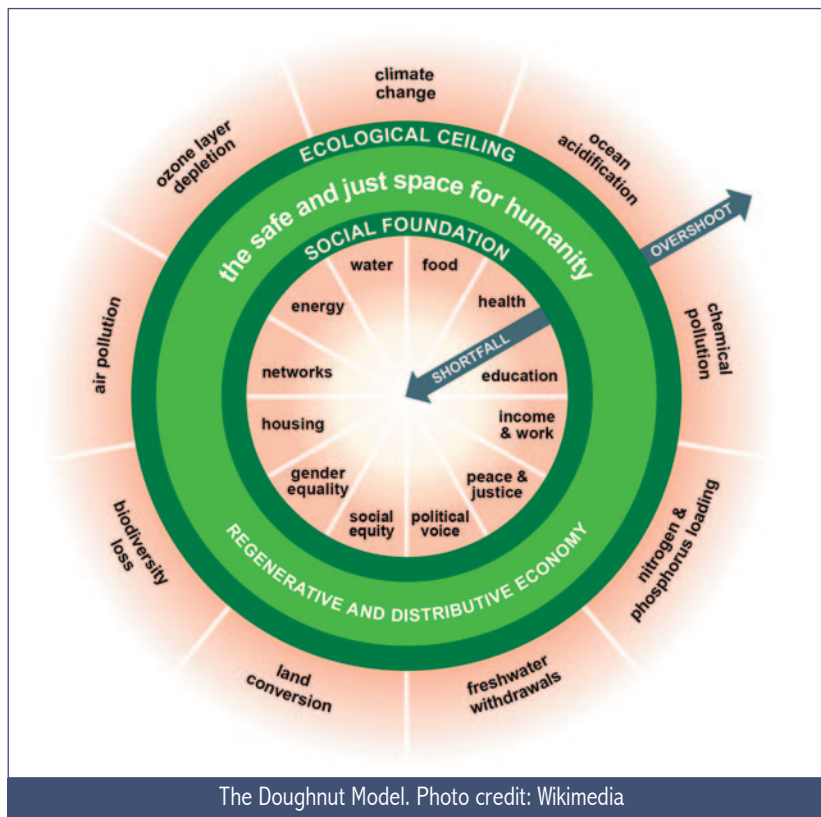 climate
change
ocean
acidification
chemical
pollution
nitrogen &
phosphorus loading
freshwater
withdrawals
land
conversion
biodiversity
loss
air pollution
ozone layer
depletion
ECOLOGICAL CEILING
OVERSHOOT
the safe and just space for humanity
SOCIAL FOUNDATION
water
food
health
SHORTFALL
education
income
& work
peace &
justice
political
voice
social
equity
gender
equality
housing
networks
energy
REGENERATIVE AND DISTRIBUTIVE ECONOMY
The Doughnut Model. Photo credit: Wikimedia